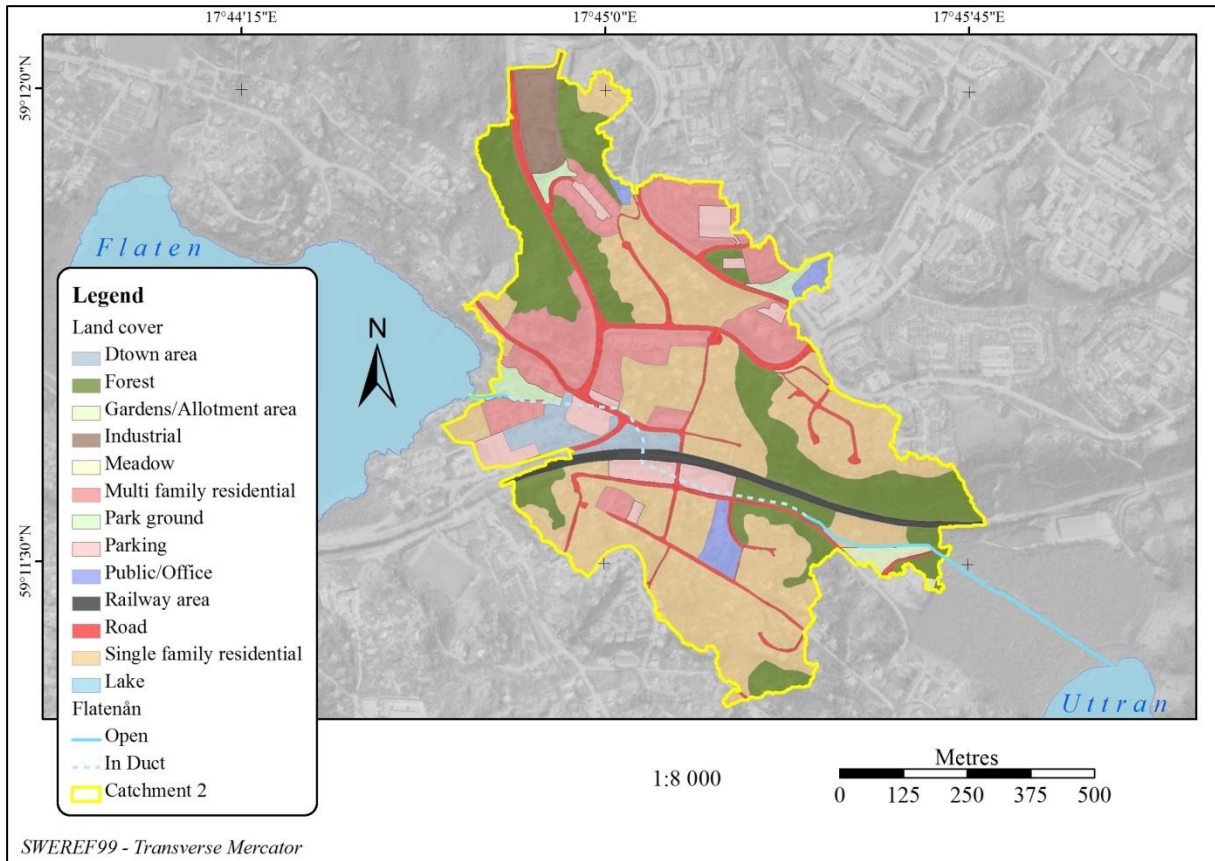 17°44'15"E
17°45'0"E
17°45'45"E
59°12'0"N
59°11'30"N
Flaten
N
Legend
Land cover
Dtown area
Forest
Gardens/Allotment area
Industrial
Meadow
Multi family residential
Park ground
Parking
Public/Office
Railway area
Road
Single family residential
Lake
Flatenån
Open
In Duct
Catchment 2
Uttran
1:8 000
Metres
0 125 250 375 500
SWEREF99 - Transverse Mercator